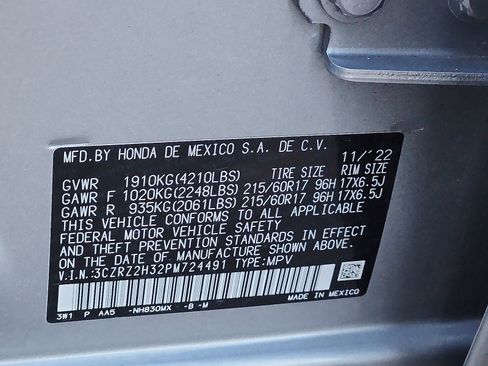 MFD.BY HONDA DE MEXICO S.A. DE C.V. 11/'22
TIRE SIZE RIM SIZE
GVWR 1910KG(4210LBS)
GAWR F 1020KG(2248LBS) 215/60R17 96H 17X6.5J
GAWR R 935KG(2061LBS) 215/60R17 96H 17X6.5J
THIS VEHICLE CONFORMS TO ALL APPLICABLE
FEDERAL MOTOR VEHICLE SAFETY
AND THEFT PREVENTION STANDARDS IN EFFECT
ON THE DATE OF MANUFACTURE SHOWN ABOVE.
V.I.N.:3CZRZ2H32PM724491 TYPE:MPV
3W1 P AA5 -NH830MX -B -M MADE IN MEXICO